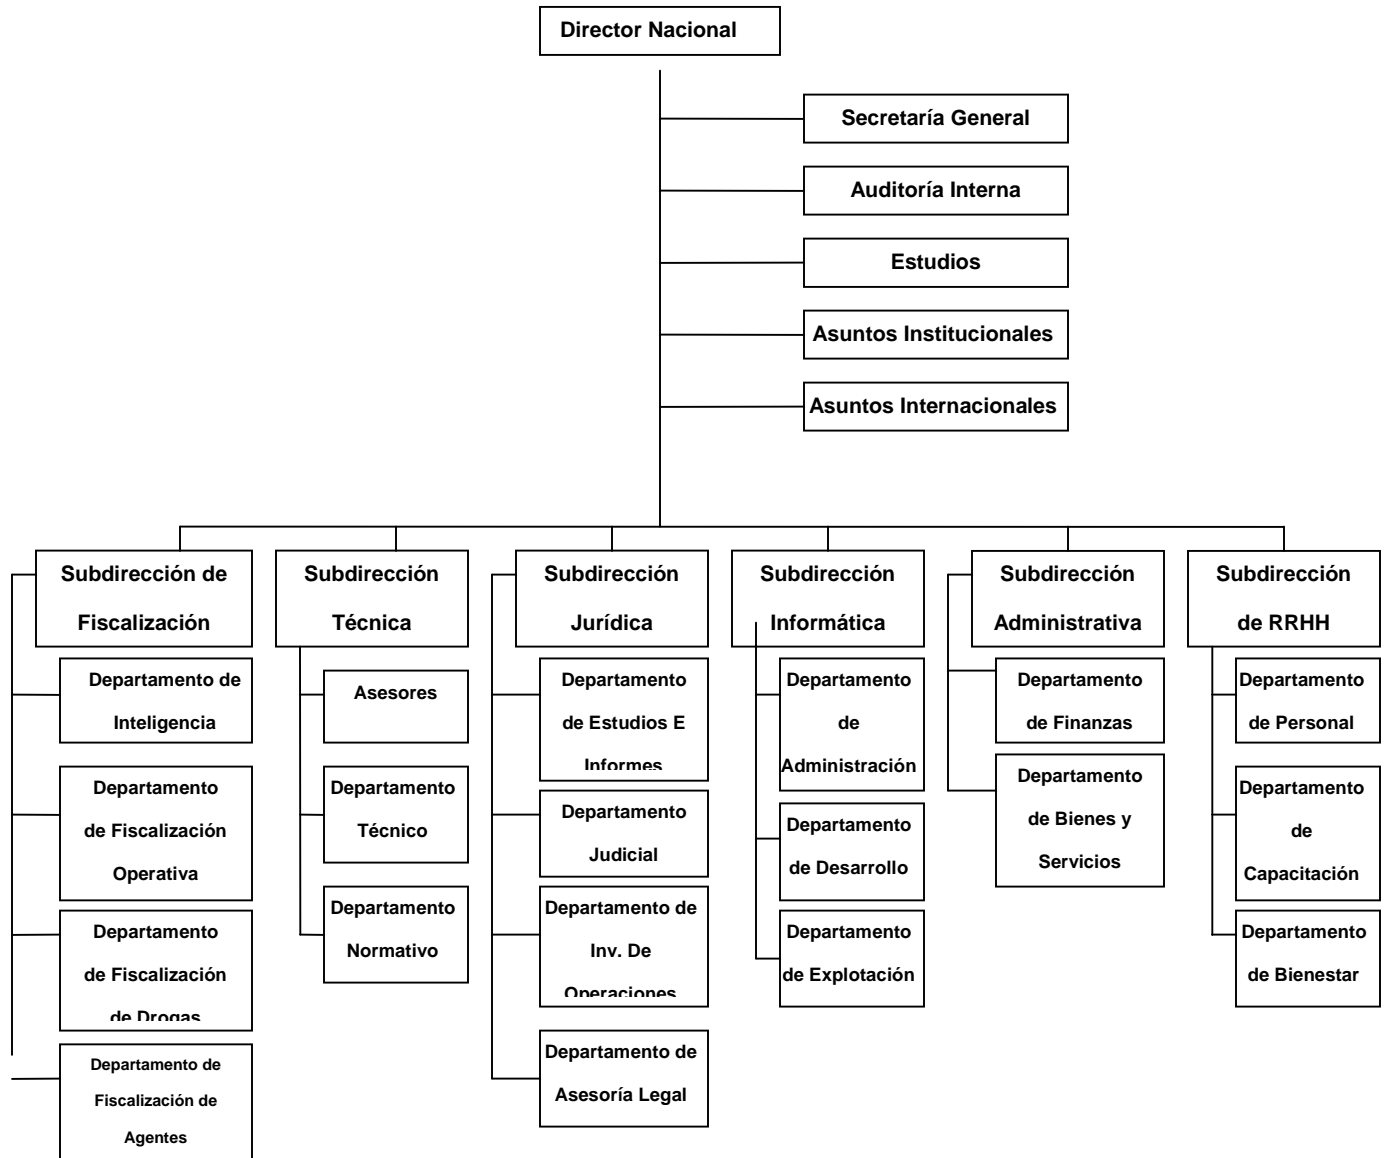 Director Nacional
Secretaría General
Auditoría Interna
Estudios
Asuntos Institucionales
Asuntos Internacionales
Subdirección de
Fiscalización
Departamento de
Inteligencia
Departamento
de Fiscalización
Operativa
Departamento
de Fiscalización
de Drogas
Departamento de
Fiscalización de
Agentes
Subdirección
Técnica
Asesores
Departamento
Técnico
Departamento
Normativo
Subdirección
Jurídica
Departamento
de Estudios E
Informes
Departamento
Judicial
Departamento de
Inv. De
Operaciones
Departamento de
Asesoría Legal
Subdirección
Informática
Departamento
de
Administración
Departamento
de Desarrollo
Departamento
de Explotación
Subdirección
Administrativa
Departamento
de Finanzas
Departamento
de Bienes y
Servicios
Subdirección
de RRHH
Departamento
de Personal
Departamento
de
Capacitación
Departamento
de Bienestar